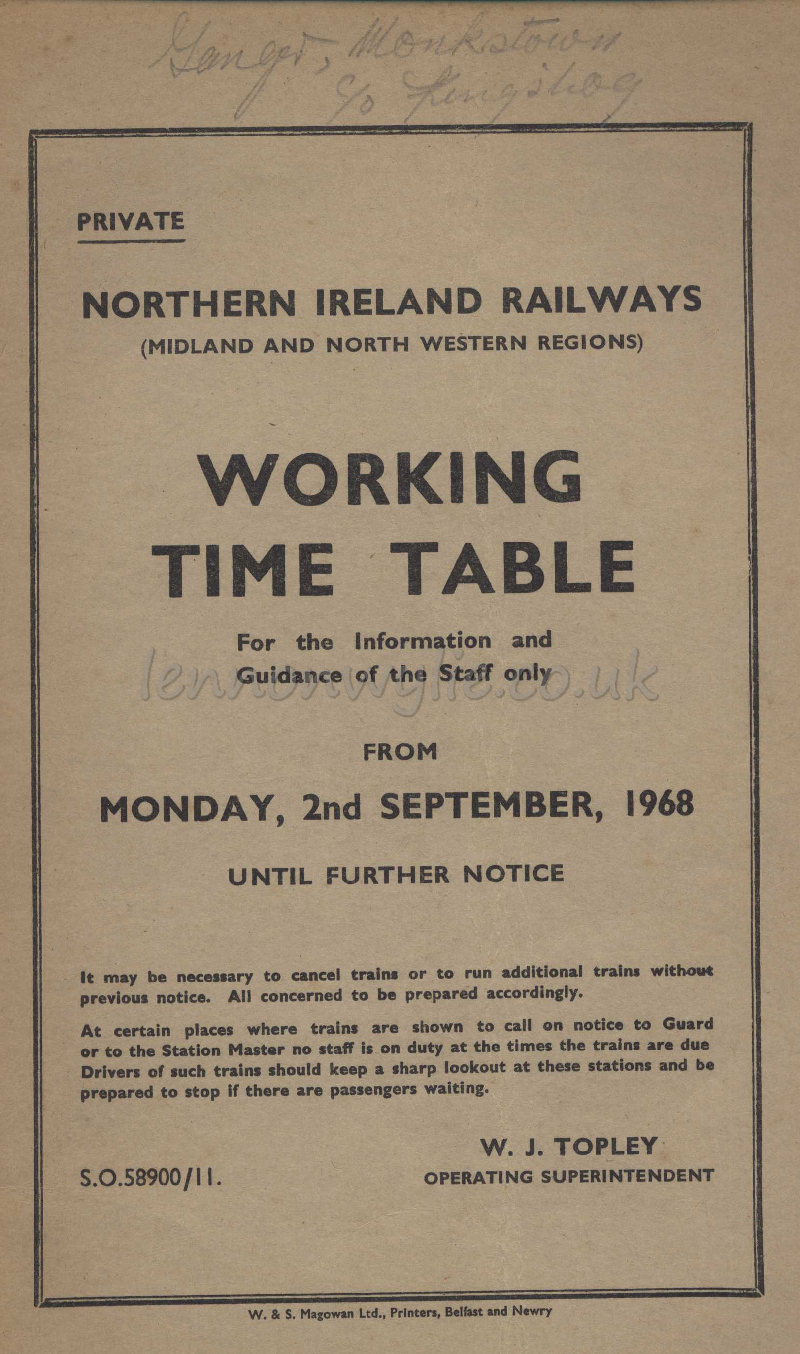 Ganger, Monkstown
c/o Kingsbog
PRIVATE
NORTHERN IRELAND RAILWAYS
(MIDLAND AND NORTH WESTERN REGIONS)
WORKING
TIME TABLE
For the Information and
Guidance of the Staff only
lennonwylie.co.uk
FROM
MONDAY, 2nd SEPTEMBER, 1968
UNTIL FURTHER NOTICE
It may be necessary to cancel trains or to run additional trains without
previous notice. All concerned to be prepared accordingly.
At certain places where trains are shown to call on notice to Guard
or to the Station Master no staff is on duty at the times the trains are due
Drivers of such trains should keep a sharp lookout at these stations and be
prepared to stop if there are passengers waiting.
W. J. TOPLEY
S.O.58900/11.
OPERATING SUPERINTENDENT
W. & S. Magowan Ltd., Printers, Belfast and Newry